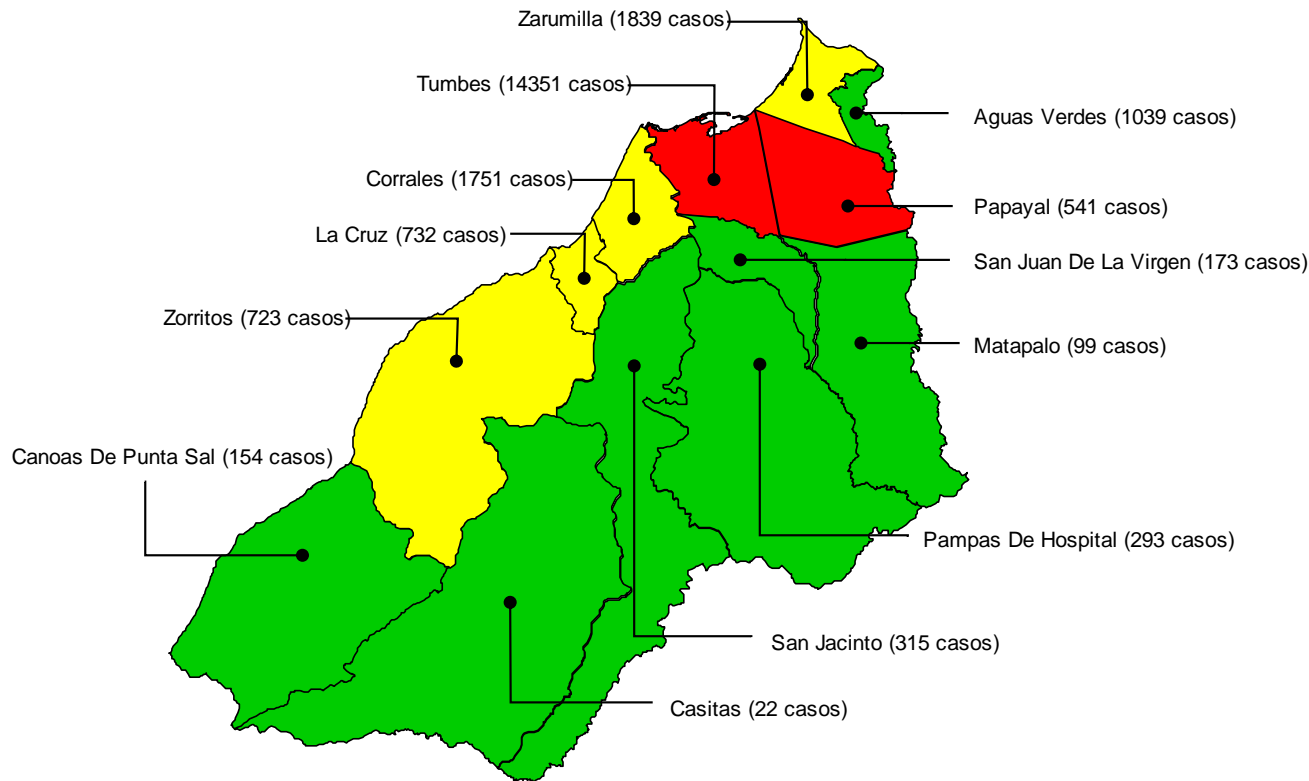 Zarumilla (1839 casos)
Tumbes (14351 casos)
Aguas Verdes (1039 casos)
Corrales (1751 casos)
Papayal (541 casos)
La Cruz (732 casos)
San Juan De La Virgen (173 casos)
Zorritos (723 casos)
Matapalo (99 casos)
Canoas De Punta Sal (154 casos)
Pampas De Hospital (293 casos)
San Jacinto (315 casos)
Casitas (22 casos)